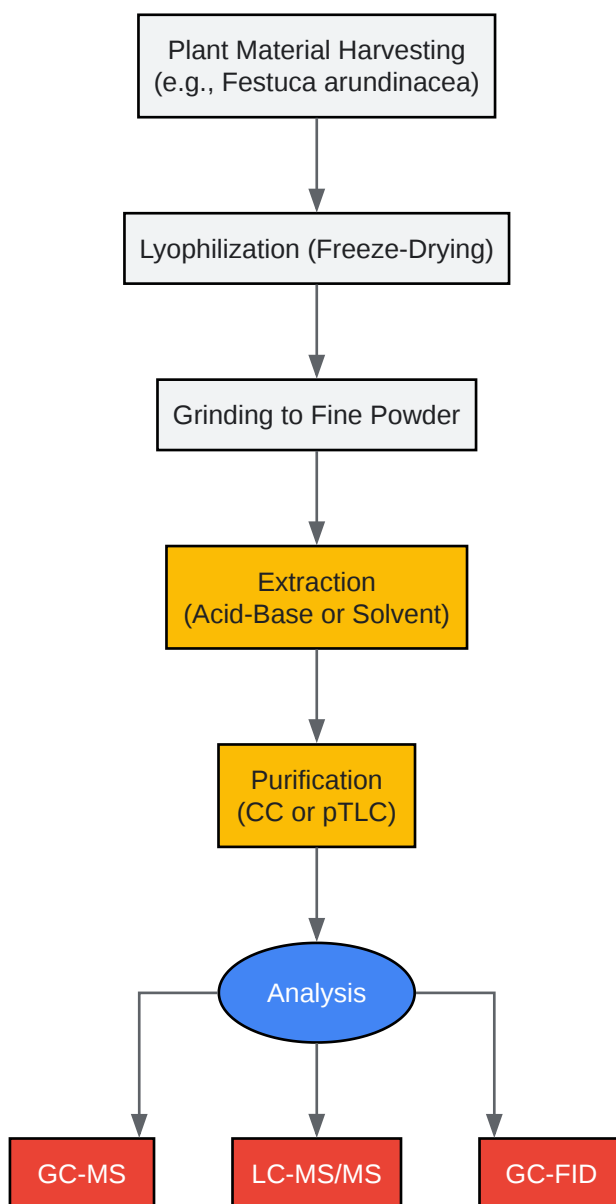 Plant Material Harvesting
(e.g., Festuca arundinacea)
Lyophilization (Freeze-Drying)
Grinding to Fine Powder
Extraction
(Acid-Base or Solvent)
Purification
(CC or pTLC)
Analysis
GC-MS
LC-MS/MS
GC-FID